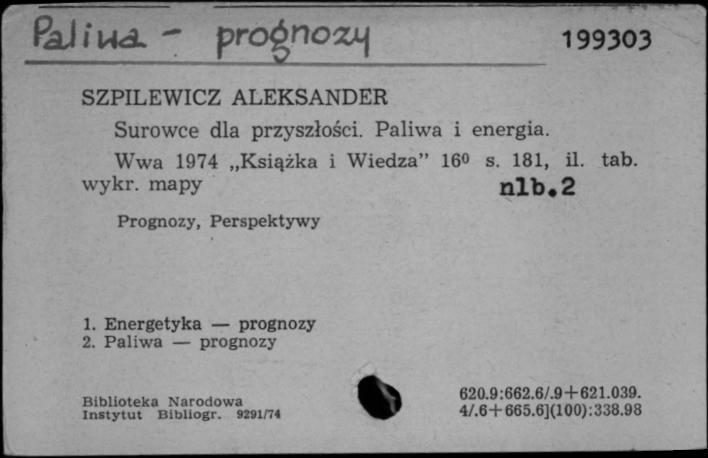 Paliwa - prognozy 199303
SZPILEWICZ ALEKSANDER
Surowce dla przyszłości. Paliwa i energia.
Wwa 1974 „Książka i Wiedza” 16⁰ s. 181, il. tab.
wykr. mapy nlb.2
Prognozy, Perspektywy
1. Energetyka — prognozy
2. Paliwa — prognozy
Biblioteka Narodowa
Instytut Bibliogr. 9291/74
620.9:662.6/.9+621.039.
4/.6+665.6](100):338.98